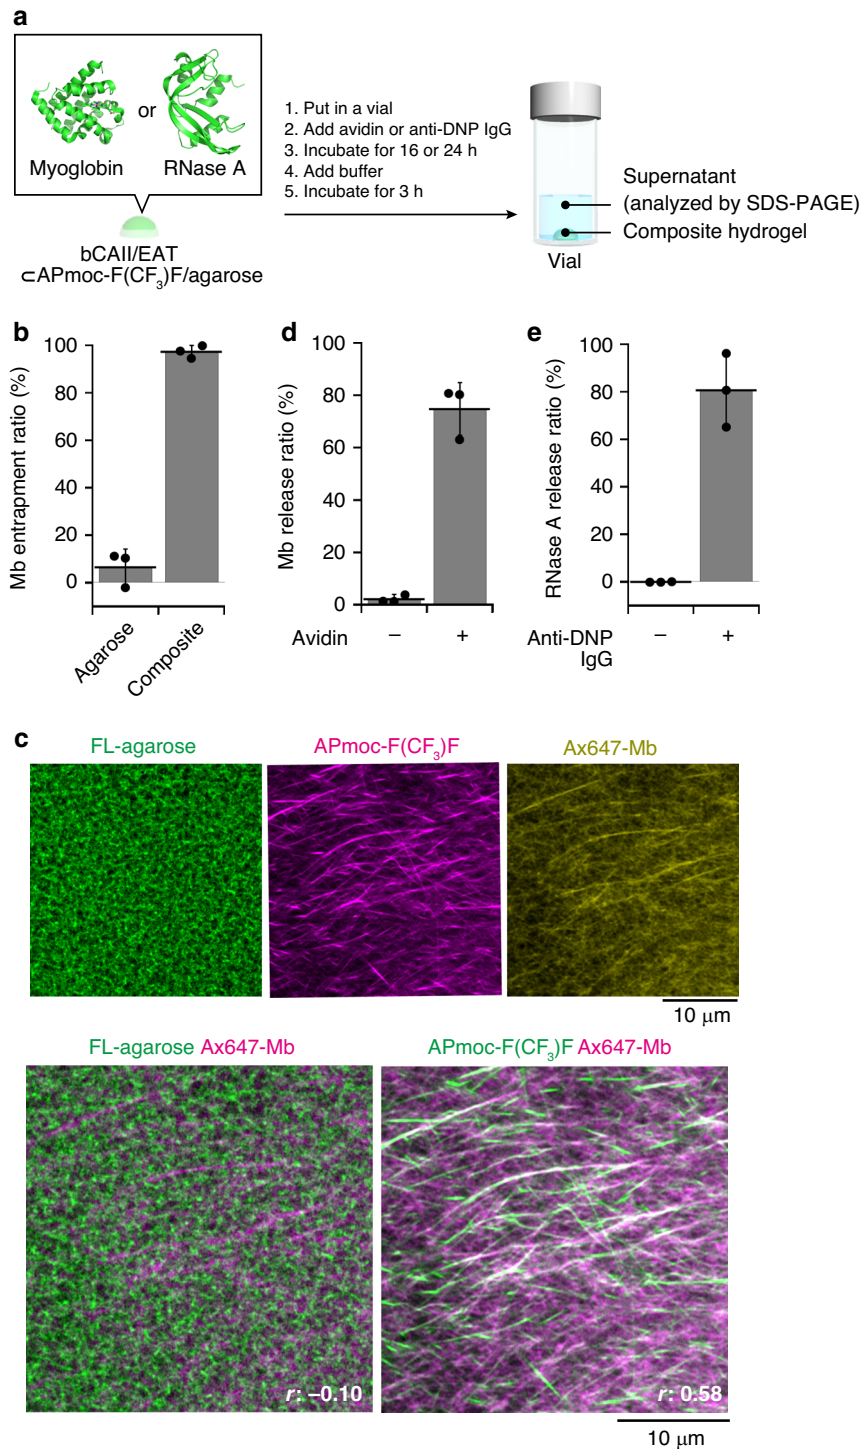 a
Myoglobin
or
RNase A
bCAII/EAT
⊂APmoc-F(CF3)F/agarose
1. Put in a vial
2. Add avidin or anti-DNP IgG
3. Incubate for 16 or 24 h
4. Add buffer
5. Incubate for 3 h
Supernatant
(analyzed by SDS-PAGE)
Composite hydrogel
Vial
b
Mb entrapment ratio (%)
100
80
60
40
20
0
Agarose
Composite
d
Mb release ratio (%)
100
80
60
40
20
0
Avidin
–
+
e
RNase A release ratio (%)
100
80
60
40
20
0
Anti-DNP
IgG
–
+
c
FL-agarose
APmoc-F(CF3)F
Ax647-Mb
10 μm
FL-agarose Ax647-Mb
r: –0.10
APmoc-F(CF3)F Ax647-Mb
r: 0.58
10 μm